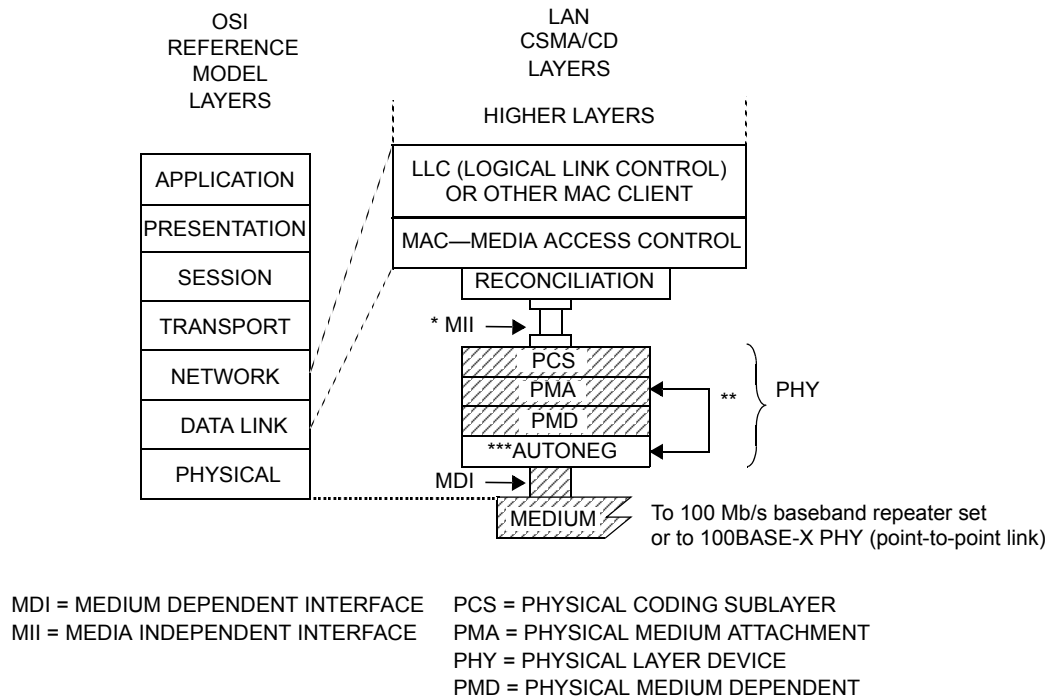 OSI
REFERENCE
MODEL
LAYERS
LAN
CSMA/CD
LAYERS
HIGHER LAYERS
APPLICATION
PRESENTATION
SESSION
TRANSPORT
NETWORK
DATA LINK
PHYSICAL
LLC (LOGICAL LINK CONTROL)
OR OTHER MAC CLIENT
MAC—MEDIA ACCESS CONTROL
RECONCILIATION
* MII
PCS
PMA
PMD
***AUTONEG
**
PHY
MDI
MEDIUM
To 100 Mb/s baseband repeater set
or to 100BASE-X PHY (point-to-point link)
MDI = MEDIUM DEPENDENT INTERFACE
MII = MEDIA INDEPENDENT INTERFACE
PCS = PHYSICAL CODING SUBLAYER
PMA = PHYSICAL MEDIUM ATTACHMENT
PHY = PHYSICAL LAYER DEVICE
PMD = PHYSICAL MEDIUM DEPENDENT